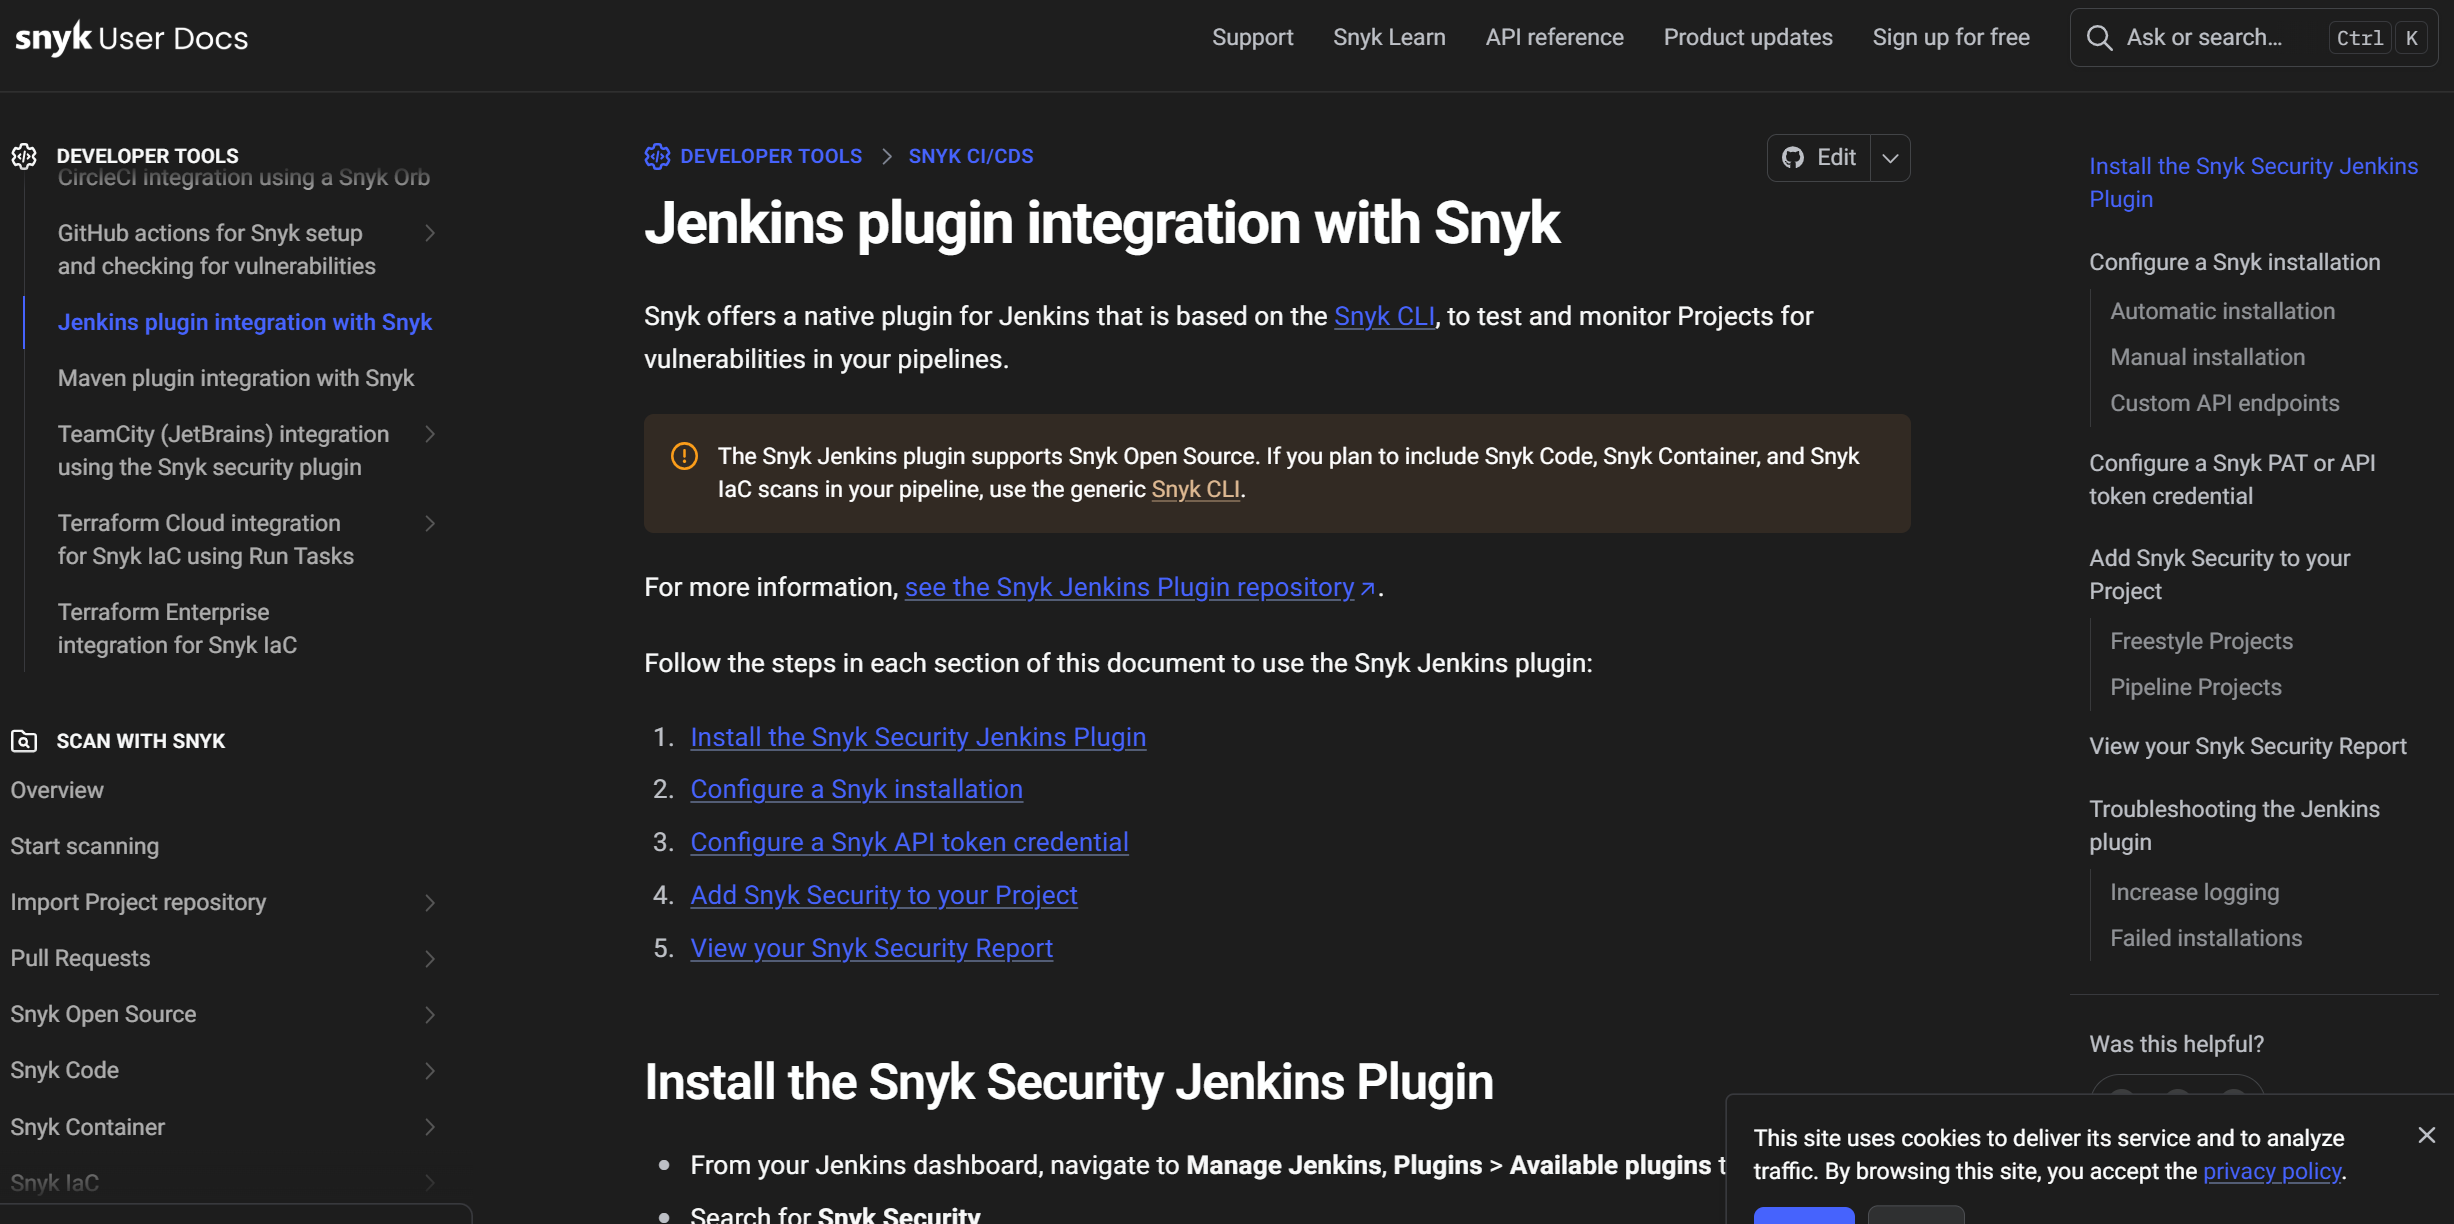 snyk User Docs
Support
Snyk Learn
API reference
Product updates
Sign up for free
Ask or search...
Ctrl
K
DEVELOPER TOOLS
CircleCI integration using a Snyk Orb
GitHub actions for Snyk setup
and checking for vulnerabilities
Jenkins plugin integration with Snyk
Maven plugin integration with Snyk
TeamCity (JetBrains) integration
using the Snyk security plugin
Terraform Cloud integration
for Snyk IaC using Run Tasks
Terraform Enterprise
integration for Snyk IaC
SCAN WITH SNYK
Overview
Start scanning
Import Project repository
Pull Requests
Snyk Open Source
Snyk Code
Snyk Container
Snyk IaC
DEVELOPER TOOLS > SNYK CI/CDS
Edit
Jenkins plugin integration with Snyk
Snyk offers a native plugin for Jenkins that is based on the Snyk CLI, to test and monitor Projects for
vulnerabilities in your pipelines.
The Snyk Jenkins plugin supports Snyk Open Source. If you plan to include Snyk Code, Snyk Container, and Snyk
IaC scans in your pipeline, use the generic Snyk CLI.
For more information, see the Snyk Jenkins Plugin repository↗.
Follow the steps in each section of this document to use the Snyk Jenkins plugin:
1. Install the Snyk Security Jenkins Plugin
2. Configure a Snyk installation
3. Configure a Snyk API token credential
4. Add Snyk Security to your Project
5. View your Snyk Security Report
Install the Snyk Security Jenkins Plugin
• From your Jenkins dashboard, navigate to Manage Jenkins, Plugins > Available plugins t
• Search for Snyk Security
Install the Snyk Security Jenkins
Plugin
Configure a Snyk installation
Automatic installation
Manual installation
Custom API endpoints
Configure a Snyk PAT or API
token credential
Add Snyk Security to your
Project
Freestyle Projects
Pipeline Projects
View your Snyk Security Report
Troubleshooting the Jenkins
plugin
Increase logging
Failed installations
Was this helpful?
This site uses cookies to deliver its service and to analyze
traffic. By browsing this site, you accept the privacy policy.